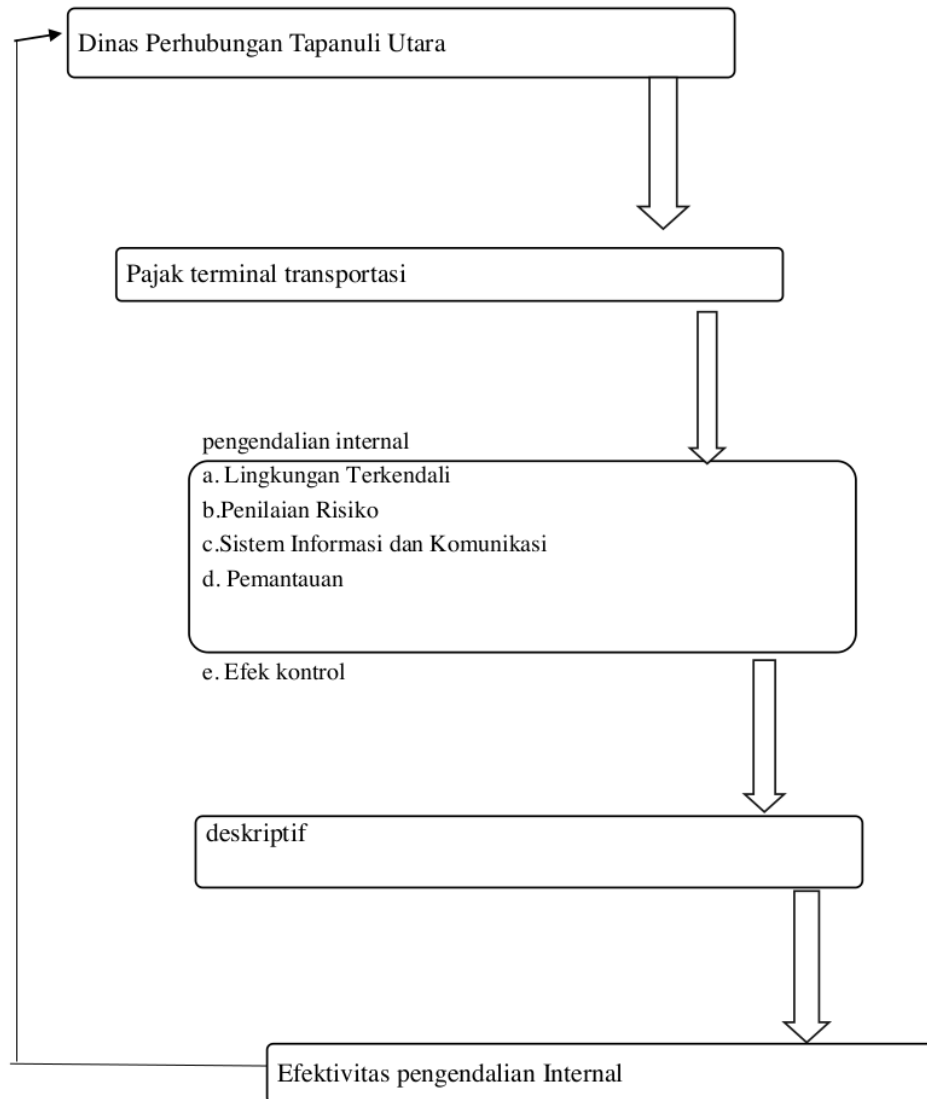 Dinas Perhubungan Tapanuli Utara
Pajak terminal transportasi
pengendalian internal
a. Lingkungan Terkendali
b.Penilaian Risiko
c.Sistem Informasi dan Komunikasi
d. Pemantauan
e. Efek kontrol
deskriptif
Efektivitas pengendalian Internal